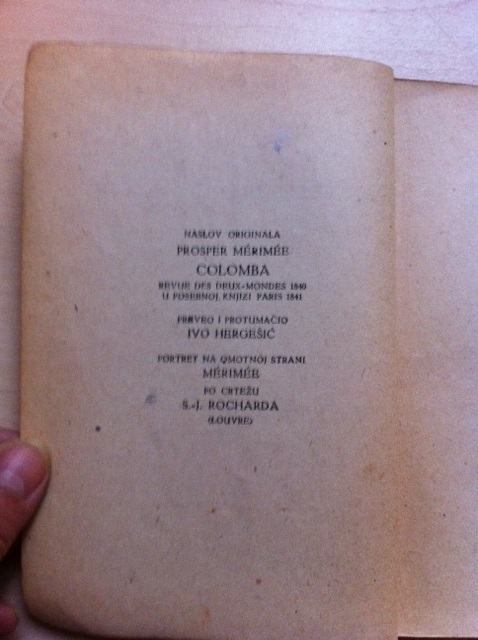 NASLOV ORIGINALA
PROSPER MÉRIMÉE
COLOMBA
REVUE DES DEUX-MONDES 1840
U POSEBNOJ KNJIZI PARIS 1841
PREVEO I PROTUMAČIO
IVO HERGEŠIĆ
PORTRET NA OMOTNOJ STRANI
MÉRIMÉE
PO CRTEŽU
S.-J. ROCHARDA
(LOUVRE)